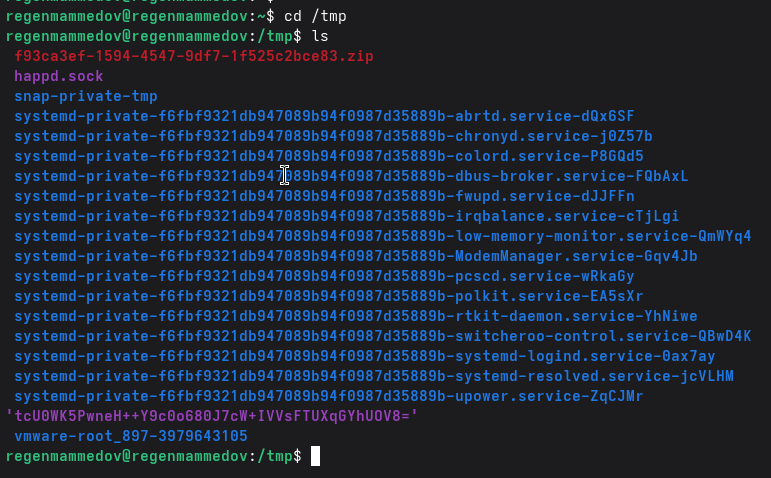 regenmammedov@regenmammedov:~$ cd /tmp
regenmammedov@regenmammedov:/tmp$ ls
f93ca3ef-1594-4547-9df7-1f525c2bce83.zip
happd.sock
snap-private-tmp
systemd-private-f6fbf9321db947089b94f0987d35889b-abrtd.service-dQx6SF
systemd-private-f6fbf9321db947089b94f0987d35889b-chronyd.service-j0Z57b
systemd-private-f6fbf9321db947089b94f0987d35889b-colord.service-P8GQd5
systemd-private-f6fbf9321db947089b94f0987d35889b-dbus-broker.service-FQbAxL
systemd-private-f6fbf9321db947089b94f0987d35889b-fwupd.service-dJJFFn
systemd-private-f6fbf9321db947089b94f0987d35889b-irqbalance.service-cTjLgi
systemd-private-f6fbf9321db947089b94f0987d35889b-low-memory-monitor.service-QmWYq4
systemd-private-f6fbf9321db947089b94f0987d35889b-ModemManager.service-Gqv4Jb
systemd-private-f6fbf9321db947089b94f0987d35889b-pcscd.service-wRkaGy
systemd-private-f6fbf9321db947089b94f0987d35889b-polkit.service-EA5sXr
systemd-private-f6fbf9321db947089b94f0987d35889b-rtkit-daemon.service-YhNiwe
systemd-private-f6fbf9321db947089b94f0987d35889b-switcheroo-control.service-QBwD4K
systemd-private-f6fbf9321db947089b94f0987d35889b-systemd-logind.service-0ax7ay
systemd-private-f6fbf9321db947089b94f0987d35889b-systemd-resolved.service-jcVLHM
systemd-private-f6fbf9321db947089b94f0987d35889b-upower.service-ZqCJMr
'tcU0WK5PwneH++Y9c0o680J7cW+IVVsFTUXqGYhUOV8='
vmware-root_897-3979643105
regenmammedov@regenmammedov:/tmp$